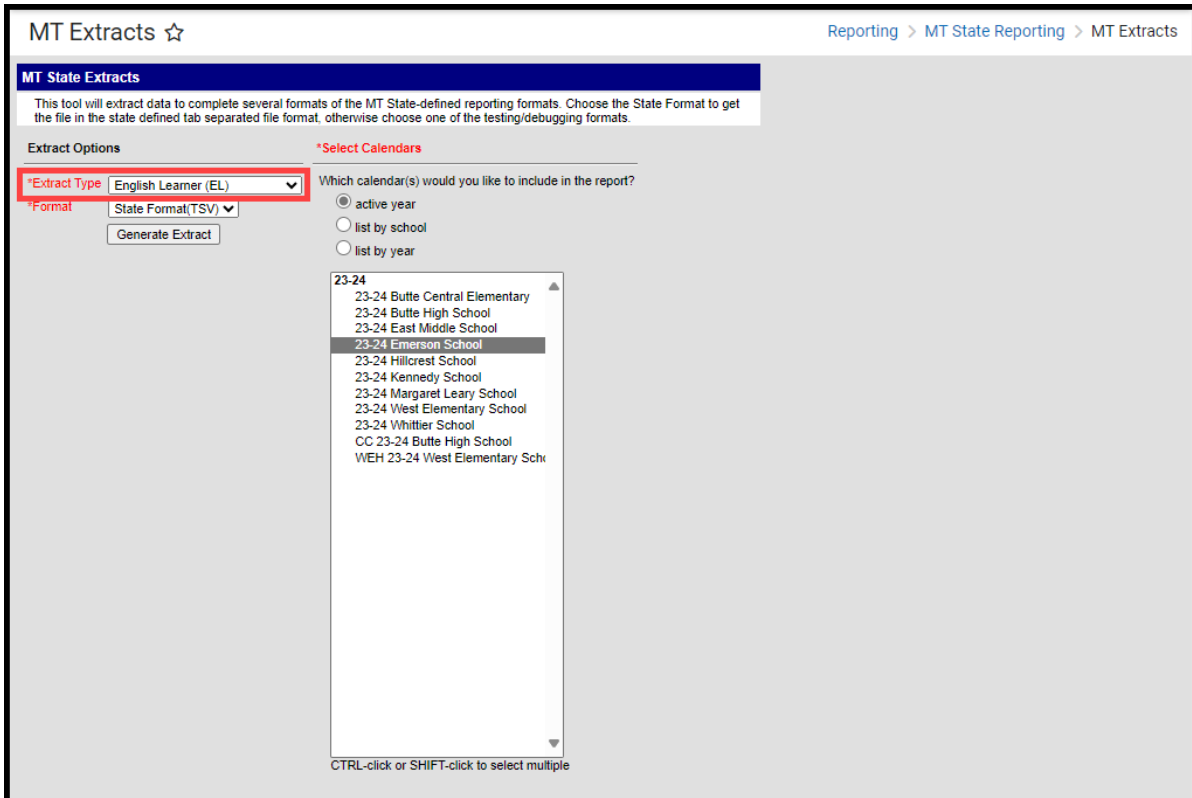 MT Extracts ☆
Reporting > MT State Reporting > MT Extracts
MT State Extracts
This tool will extract data to complete several formats of the MT State-defined reporting formats. Choose the State Format to get
the file in the state defined tab separated file format, otherwise choose one of the testing/debugging formats.
Extract Options
*Extract Type English Learner (EL)
*Format State Format(TSV)
Generate Extract
*Select Calendars
Which calendar(s) would you like to include in the report?
active year
list by school
list by year
23-24
23-24 Butte Central Elementary
23-24 Butte High School
23-24 East Middle School
23-24 Emerson School
23-24 Hillcrest School
23-24 Kennedy School
23-24 Margaret Leary School
23-24 West Elementary School
23-24 Whittier School
CC 23-24 Butte High School
WEH 23-24 West Elementary Scho
CTRL-click or SHIFT-click to select multiple